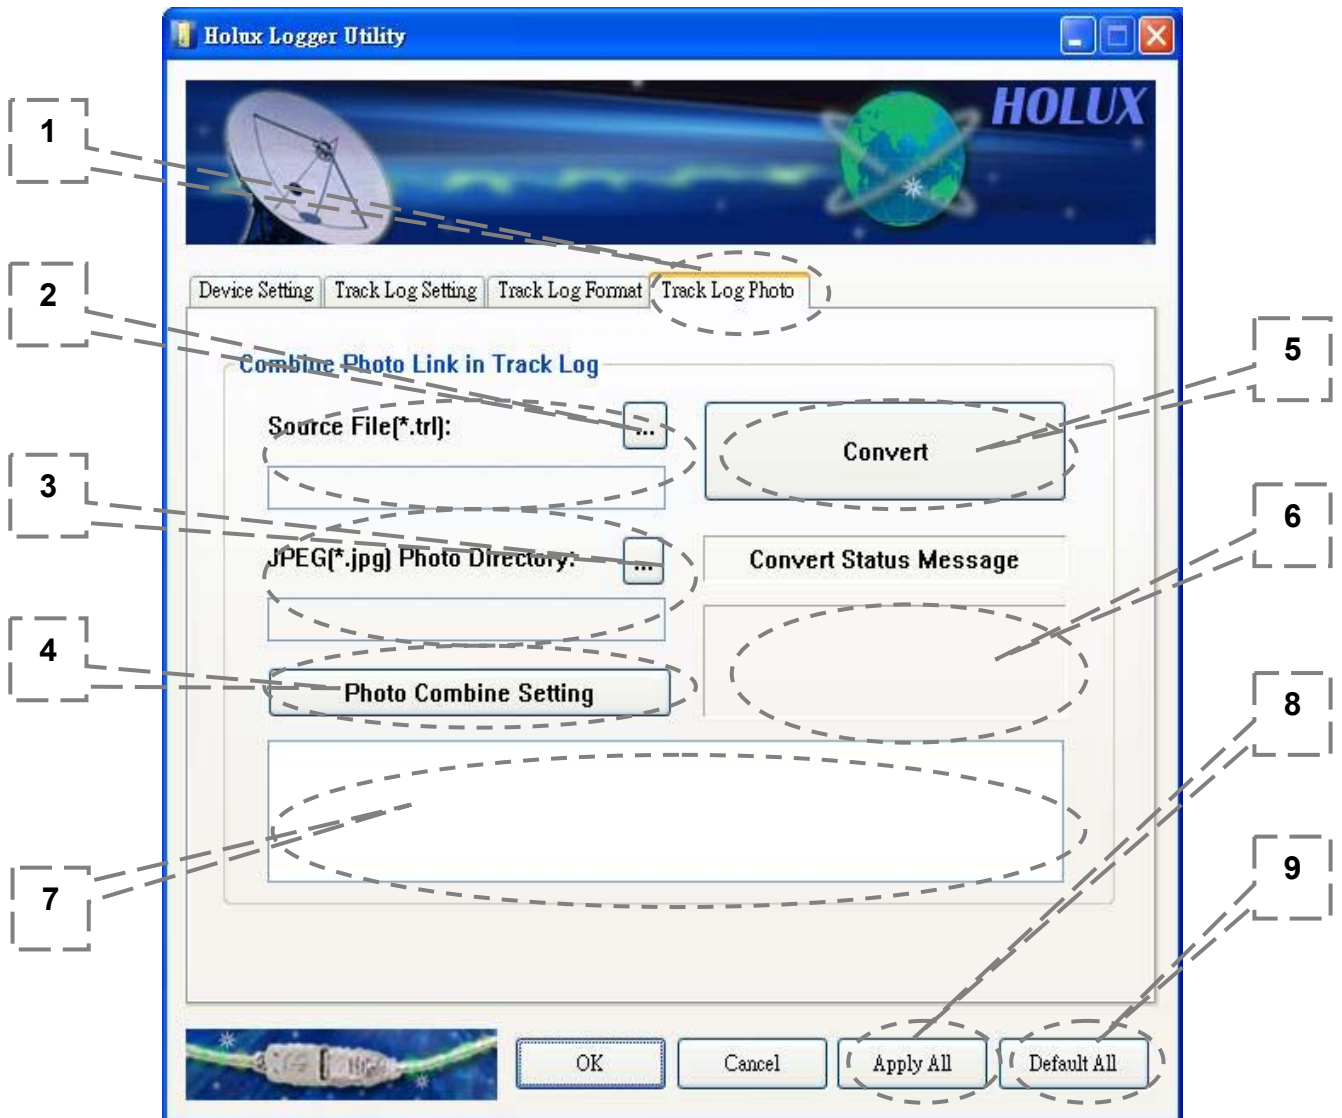 Holux Logger Utility
HOLUX
1
2
Device Setting Track Log Setting Track Log Format Track Log Photo
Combine Photo Link in Track Log
5
Source File(*.trl):
...
Convert
3
6
JPEG(*.jpg) Photo Directory:
...
Convert Status Message
4
Photo Combine Setting
8
7
9
OK
Cancel
Apply All
Default All